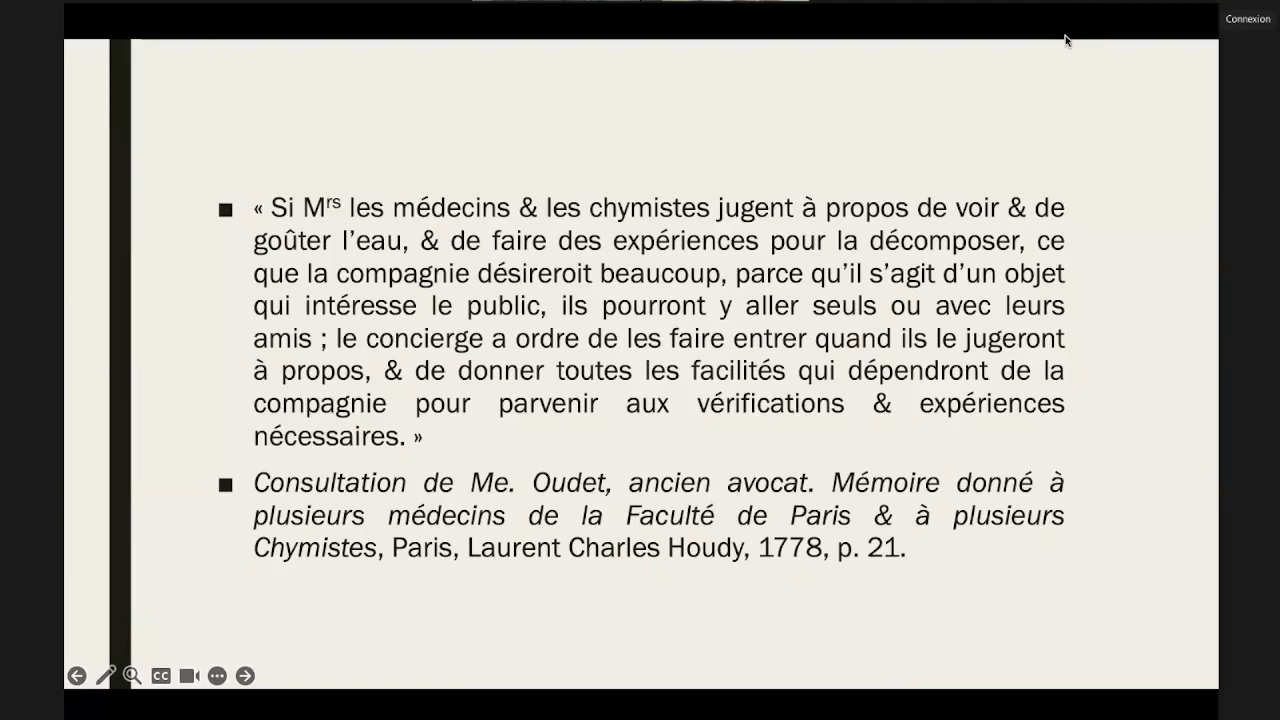 Connexion
■ « Si Mrs les médecins & les chymistes jugent à propos de voir & de
goûter l’eau, & de faire des expériences pour la décomposer, ce
que la compagnie désireroit beaucoup, parce qu’il s’agit d’un objet
qui intéresse le public, ils pourront y aller seuls ou avec leurs
amis ; le concierge a ordre de les faire entrer quand ils le jugeront
à propos, & de donner toutes les facilités qui dépendront de la
compagnie pour parvenir aux vérifications & expériences
nécessaires. »
■ Consultation de Me. Oudet, ancien avocat. Mémoire donné à
plusieurs médecins de la Faculté de Paris & à plusieurs
Chymistes, Paris, Laurent Charles Houdy, 1778, p. 21.
CC